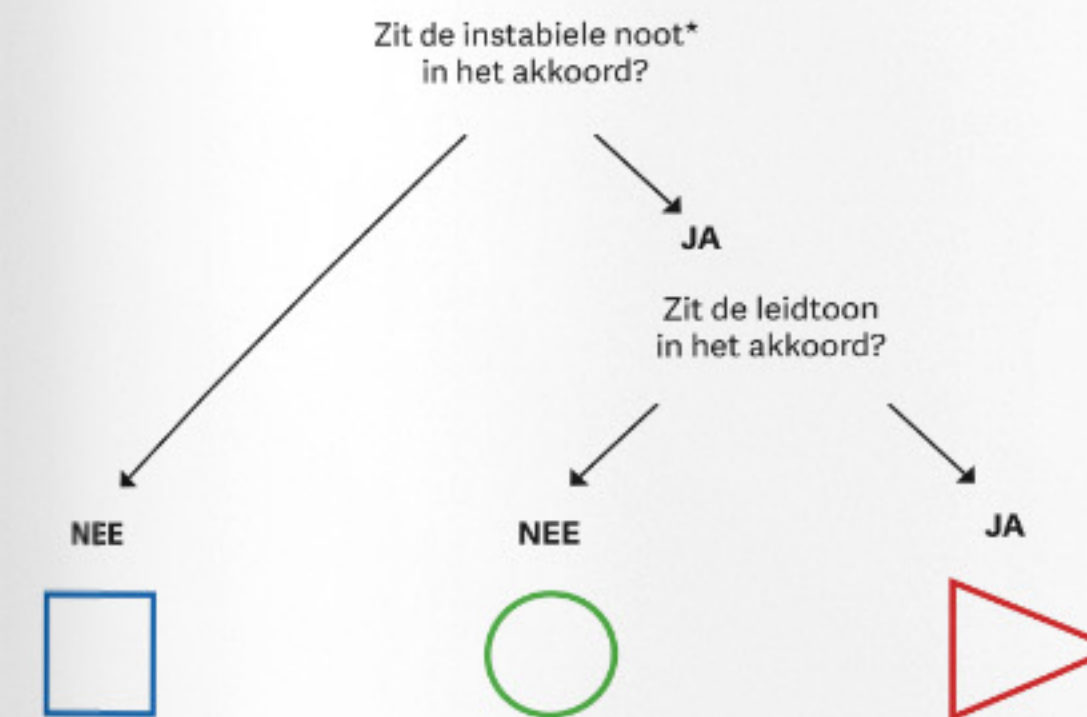 Zit de instabiele noot*
in het akkoord?
JA
Zit de leidtoon
in het akkoord?
NEE
NEE
JA